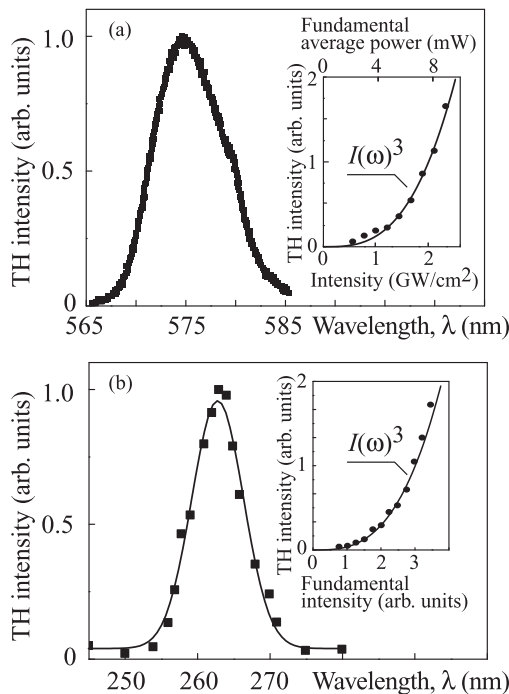 (a)
Fundamental
average power (mW)
0 4 8
TH intensity (arb. units)
1.0
0.5
0
TH intensity (arb. units)
2
1
0
I(ω)³
0 1 2
Intensity (GW/cm2)
565 575 585 Wavelength, λ (nm)
(b)
TH intensity (arb. units)
1.0
0.5
0
TH intensity (arb. units)
2
1
0
I(ω)³
0 1 2 3
Fundamental
intensity (arb. units)
250 260 270 Wavelength, λ (nm)